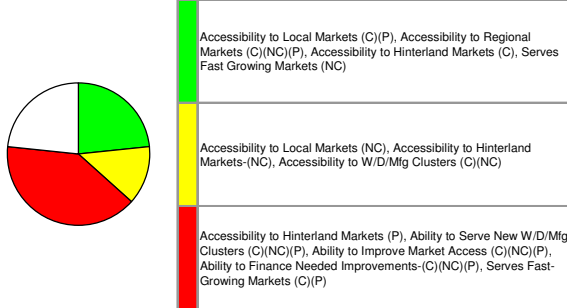 Accessibility to Local Markets (C)(P), Accessibility to Regional
Markets (C)(NC)(P), Accessibility to Hinterland Markets (C), Serves
Fast Growing Markets (NC)
Accessibility to Local Markets (NC), Accessibility to Hinterland
Markets-(NC), Accessibility to W/D/Mfg Clusters (C)(NC)
Accessibility to Hinterland Markets (P), Ability to Serve New W/D/Mfg
Clusters (C)(NC)(P), Ability to Improve Market Access (C)(NC)(P),
Ability to Finance Needed Improvements-(C)(NC)(P), Serves Fast-
Growing Markets (C)(P)